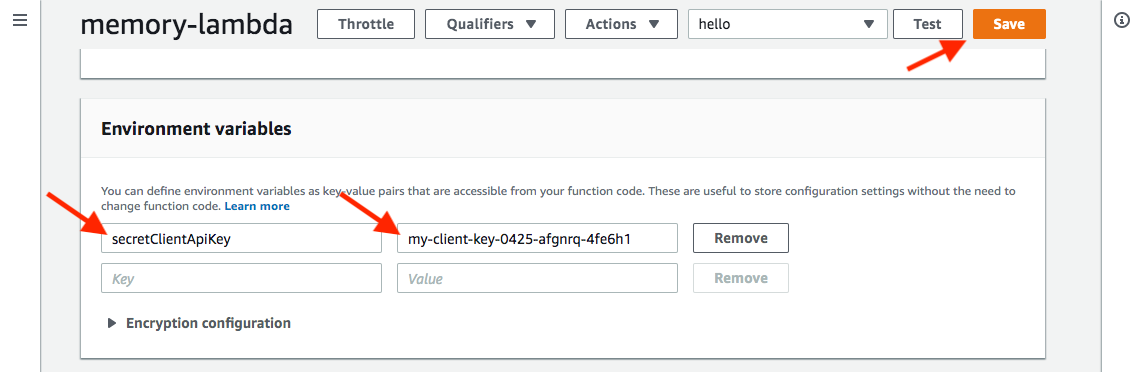 memory-lambda Throttle Qualifiers Actions hello Test Save
Environment variables
You can define environment variables as key-value pairs that are accessible from your function code. These are useful to store configuration settings without the need to
change function code. Learn more
secretClientApiKey my-client-key-0425-afgnrq-4fe6h1 Remove
Key Value Remove
Encryption configuration